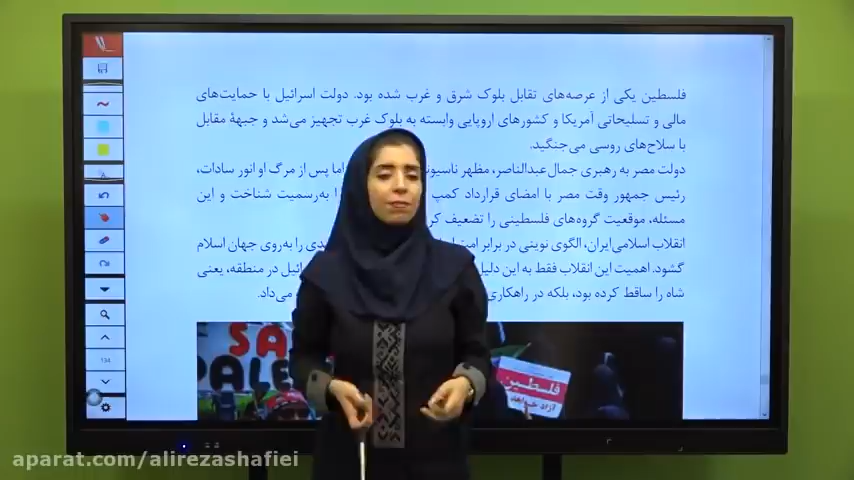 فلسطین یکی از عرصه‌های تقابل بلوک شرق و غرب شده بود. دولت اسرائیل با حمایت‌های
مالی و تسلیحاتی آمریکا و کشورهای اروپایی وابسته به بلوک غرب تجهیز می‌شد و جبههٔ مقابل
با سلاح‌های روسی می‌جنگید.
دولت مصر به رهبری جمال عبدالناصر، مظهر اما پس از مرگ او انور سادات،
رئیس جمهور وقت مصر با امضای قرارداد کمپ را به‌رسمیت شناخت و این
مسئله، موقعیت گروه‌های فلسطینی را تضعیف
انقلاب اسلامی‌ایران، الگوی نوینی در برابر را به‌روی جهان اسلام
گشود. اهمیت این انقلاب فقط به این دلیل در منطقه، یعنی
شاه را ساقط کرده بود، بلکه در می‌داد.
SA
PALE
فلسطین
آزاد خواهد
134
aparat.com/alirezashafiei